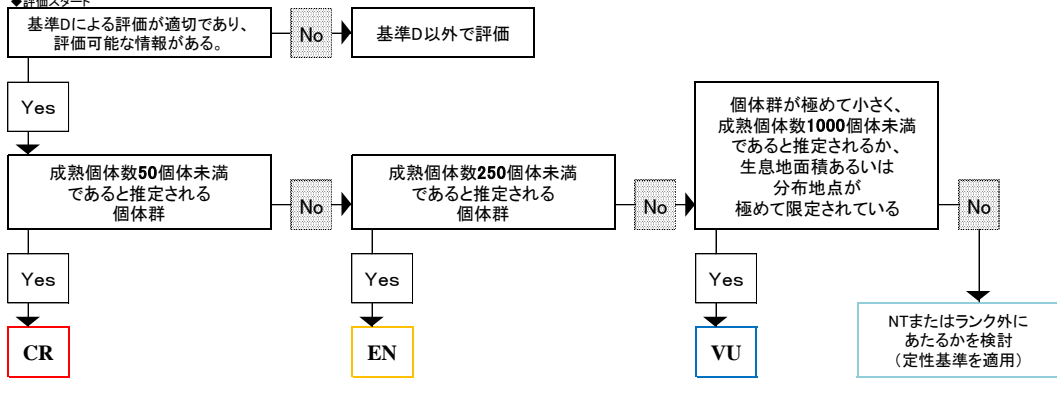 ◆評価スタート
基準Dによる評価が適切であり、
評価可能な情報がある。
No
基準D以外で評価
Yes
成熟個体数50個体未満
であると推定される
個体群
No
成熟個体数250個体未満
であると推定される
個体群
No
個体群が極めて小さく、
成熟個体数1000個体未満
であると推定されるか、
生息地面積あるいは
分布地点が
極めて限定されている
No
Yes
Yes
Yes
CR
EN
VU
NTまたはランク外に
あたるかを検討
（定性基準を適用）